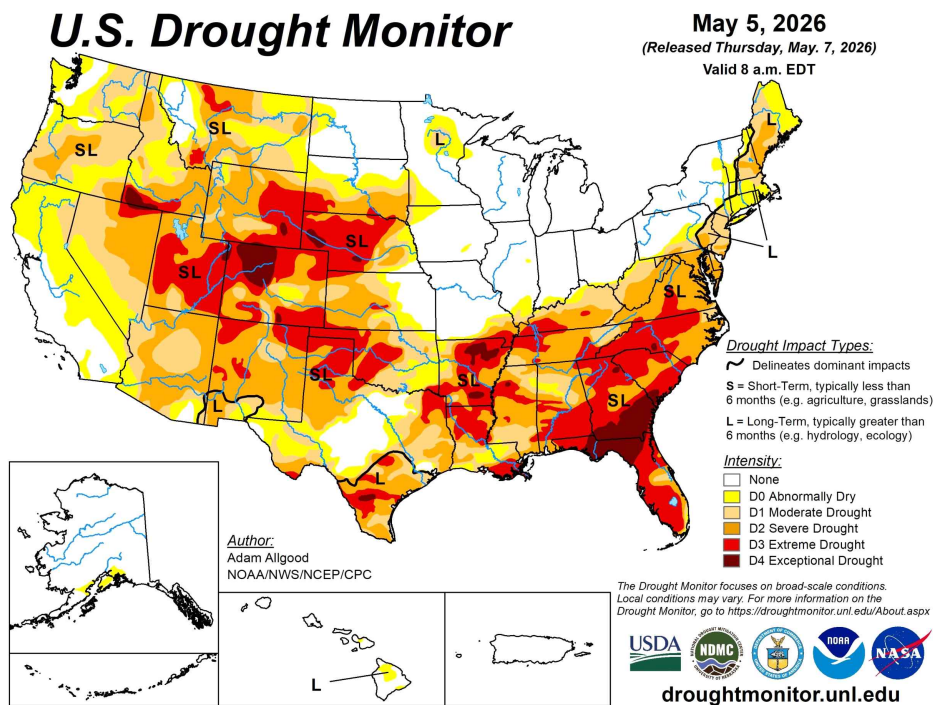 U.S. Drought Monitor
May 5, 2026
(Released Thursday, May. 7, 2026)
Valid 8 a.m. EDT
SL
SL
L
L
SL
SL
SL
L
SL
SL
SL
L
L
Drought Impact Types:
Delineates dominant impacts
S = Short-Term, typically less than
6 months (e.g. agriculture, grasslands)
L = Long-Term, typically greater than
6 months (e.g. hydrology, ecology)
Intensity:
None
D0 Abnormally Dry
D1 Moderate Drought
D2 Severe Drought
D3 Extreme Drought
D4 Exceptional Drought
Author:
Adam Allgood
NOAA/NWS/NCEP/CPC
L
The Drought Monitor focuses on broad-scale conditions.
Local conditions may vary. For more information on the
Drought Monitor, go to https://droughtmonitor.unl.edu/About.aspx
USDA
NDMC
NOAA
NASA
droughtmonitor.unl.edu